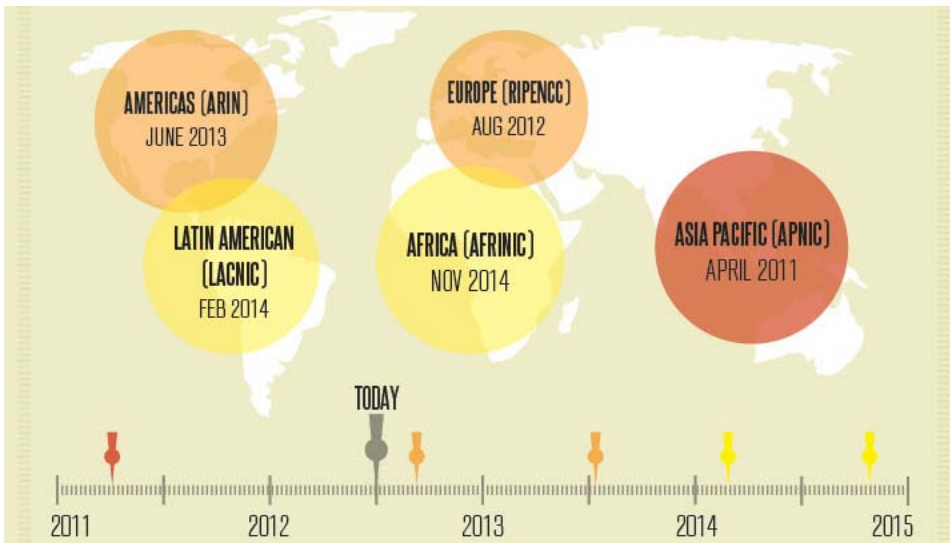 AMERICAS (ARIN)
JUNE 2013
EUROPE (RIPENCC)
AUG 2012
LATIN AMERICAN
(LACNIC)
FEB 2014
AFRICA (AFRINIC)
NOV 2014
ASIA PACIFIC (APNIC)
APRIL 2011
TODAY
2011
2012
2013
2014
2015